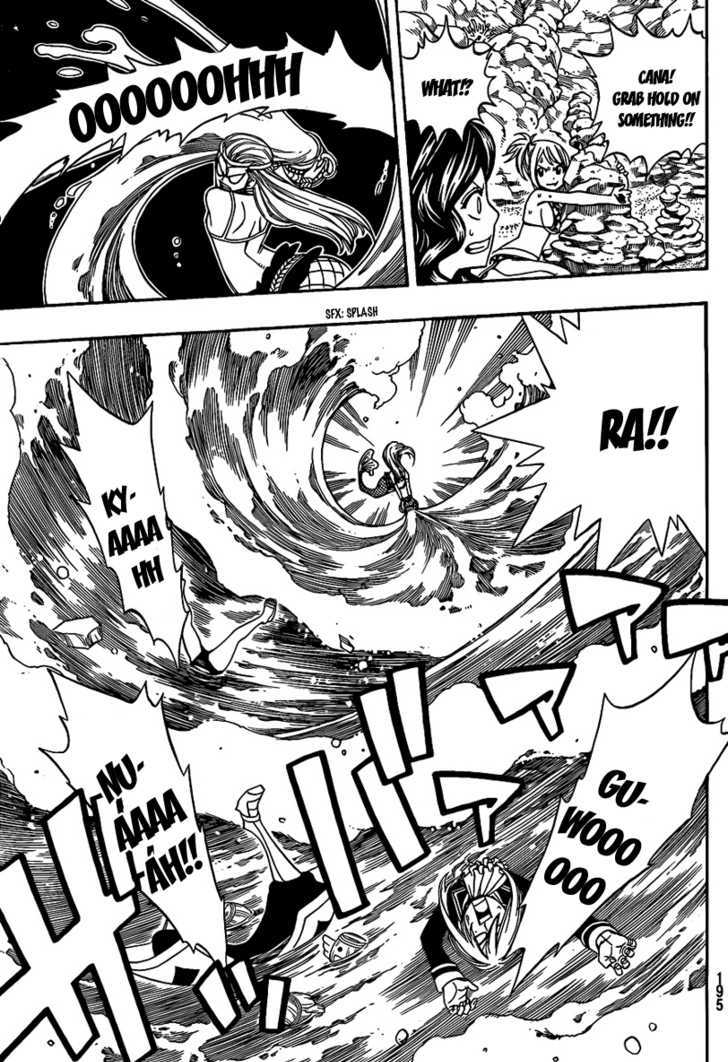 CANA!
GRAB HOLD ON
SOMETHING!!
WHAT!?
OOOOOOHHH
SFX: SPLASH
RA!!
KY-
AAAA
HH
GU-
WOOO
OOO
NU-
ÁAAA
ÁH!!
195